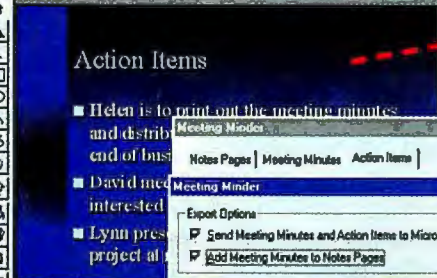 Action Items
Helen is to print out the meeting minutes
and distrib
end of busi
David mee
interested
Lynn pres
project al
Meeting Minder
Notes Pages | Meeting Minutes Action Items
Meeting Minder
Export Options
Send Meeting Minutes and Action Items to Micro
Add Meeting Minutes to Notes Pages